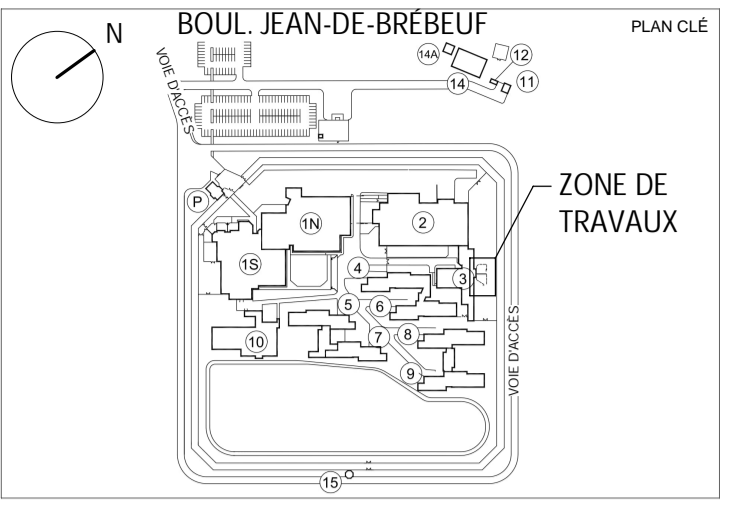 N
BOUL. JEAN-DE-BRÉBEUF
PLAN CLÉ
VOIE D'ACCÈS
14A
12
14
11
P
1N
2
ZONE DE
TRAVAUX
1S
4
3
5
6
7
8
10
9
VOIE D'ACCÈS
15